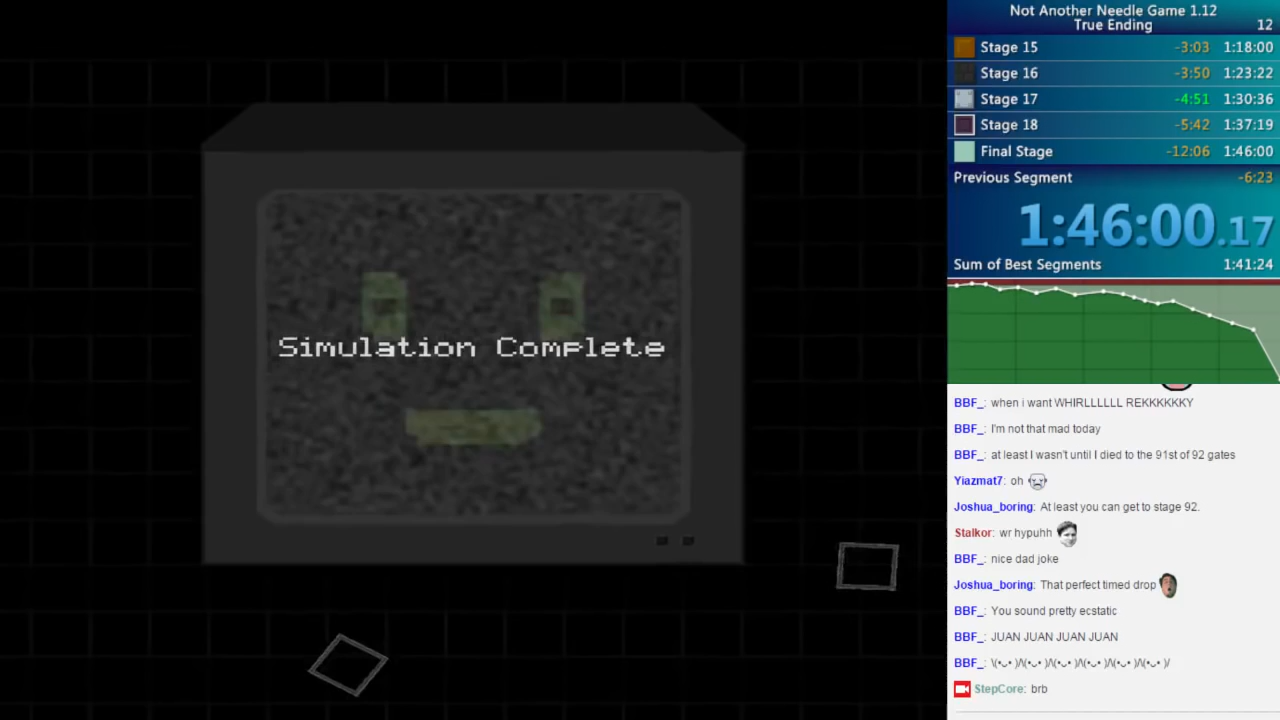 Not Another Needle Game 1.12
True Ending 12
Stage 15 -3:03 1:18:00
Stage 16 -3:50 1:23:22
Stage 17 -4:51 1:30:36
Stage 18 -5:42 1:37:19
Final Stage -12:06 1:46:00
Previous Segment -6:23
1:46:00.17
Sum of Best Segments 1:41:24
Simulation Complete
BBF_: when i want WHIRLLLLLL REKKKKKKY
BBF_: I'm not that mad today
BBF_: at least I wasn't until I died to the 91st of 92 gates
Yiazmat7: oh
Joshua_boring: At least you can get to stage 92.
Stalkor: wr hypuhh
BBF_: nice dad joke
Joshua_boring: That perfect timed drop
BBF_: You sound pretty ecstatic
BBF_: JUAN JUAN JUAN JUAN
BBF_: \(•⌣• )/\(•⌣• )/\(•⌣• )/\(•⌣• )/\(•⌣• )/\(•⌣• )/
StepCore: brb